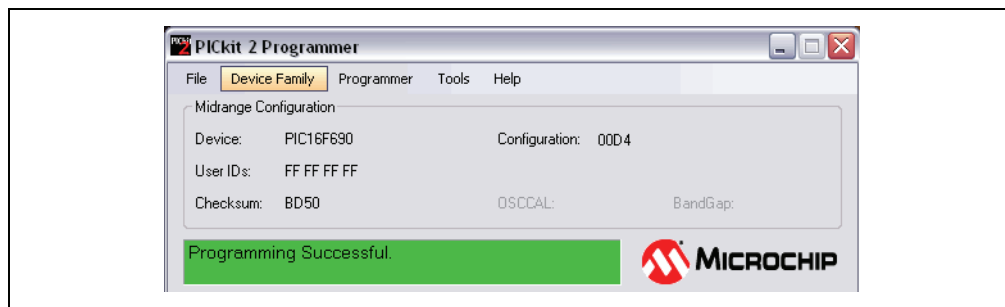 PICkit 2 Programmer
File Device Family Programmer Tools Help
Midrange Configuration
Device: PIC16F690 Configuration: 00D4
User IDs: FF FF FF FF
Checksum: BD50 OSCCAL: BandGap:
Programming Successful.
MICROCHIP